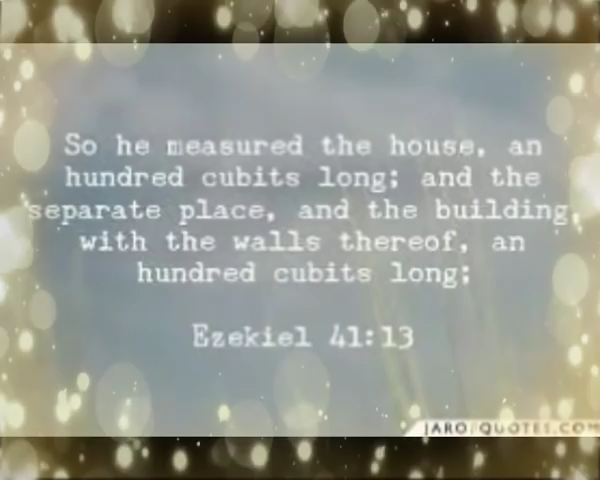 So he measured the house, an
hundred cubits long; and the
separate place, and the building,
with the walls thereof, an
hundred cubits long;
Ezekiel 41:13
JAROFQUOTES.COM